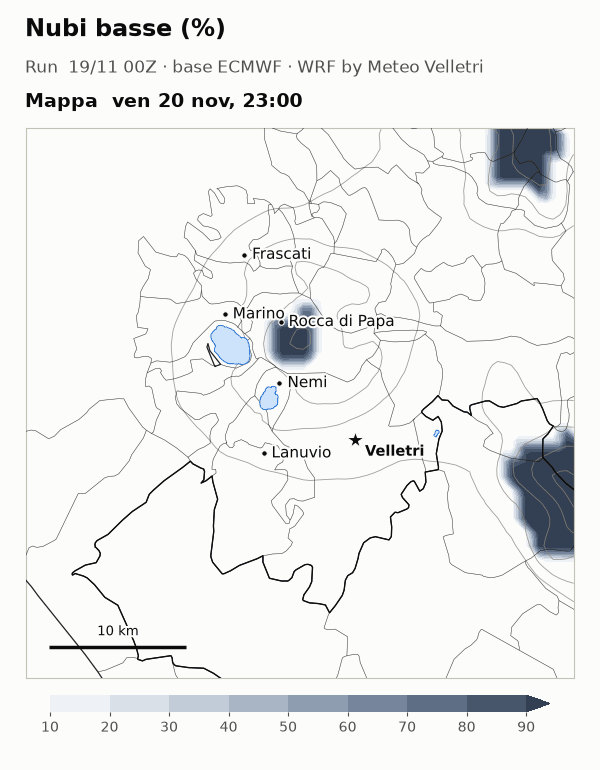 Nubi basse (%)
Run  19/11 00Z · base ECMWF · WRF by Meteo Velletri
Mappa  ven 20 nov, 23:00
Frascati
Marino
Rocca di Papa
Nemi
Velletri
Lanuvio
10 km
10 20 30 40 50 60 70 80 90